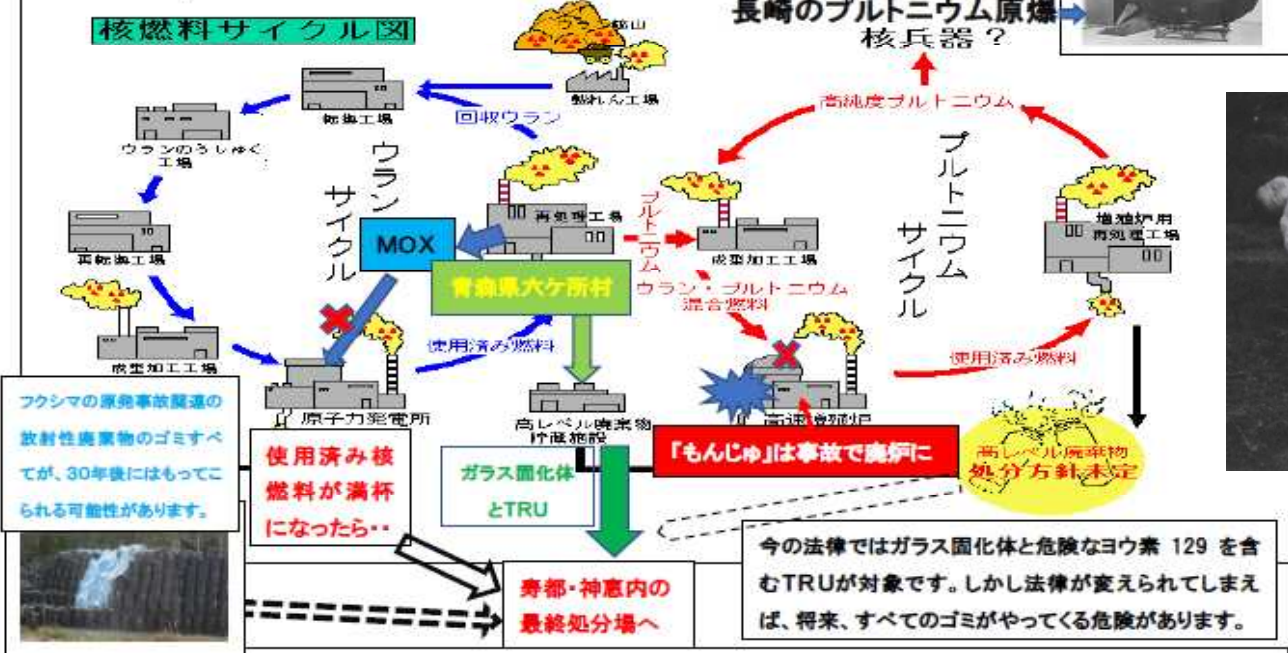 核燃料サイクル図
鉱山
長崎のプルトニウム原爆
核兵器?
製れん工場
転換工場
回収ウラン
高純度プルトニウム
ウランのうしゅく
工場
ウラン
サイクル
プルトニウム
サイクル
再処理工場
プルトニウム
成型加工工場
増殖炉用
再処理工場
再転換工場
MOX
青森県六ケ所村
ウラン・プルトニウム
混合燃料
使用済み燃料
使用済み燃料
成型加工工場
原子力発電所
高レベル廃棄物
貯蔵施設
高速増殖炉
フクシマの原発事故関連の
放射性廃棄物のゴミすべ
てが、30年後にはもってこ
られる可能性があります。
使用済み核
燃料が満杯
になったら・・
ガラス固化体
とTRU
「もんじゅ」は事故で廃炉に
高レベル廃棄物
処分方針未定
寿都・神恵内の
最終処分場へ
今の法律ではガラス固化体と危険なヨウ素 129 を含
むTRUが対象です。しかし法律が変えられてしまえ
ば、将来、すべてのゴミがやってくる危険があります。